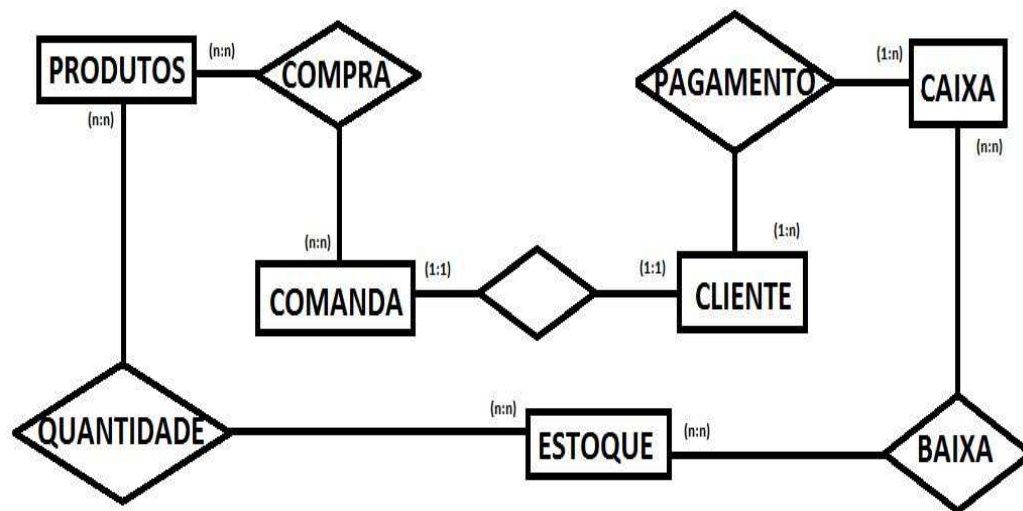 (n:n)
(1:n)
PRODUTOS
COMPRA
PAGAMENTO
CAIXA
(n:n)
(n:n)
(n:n)
(1:n)
(1:1)
(1:1)
COMANDA
CLIENTE
(n:n)
(n:n)
QUANTIDADE
ESTOQUE
BAIXA